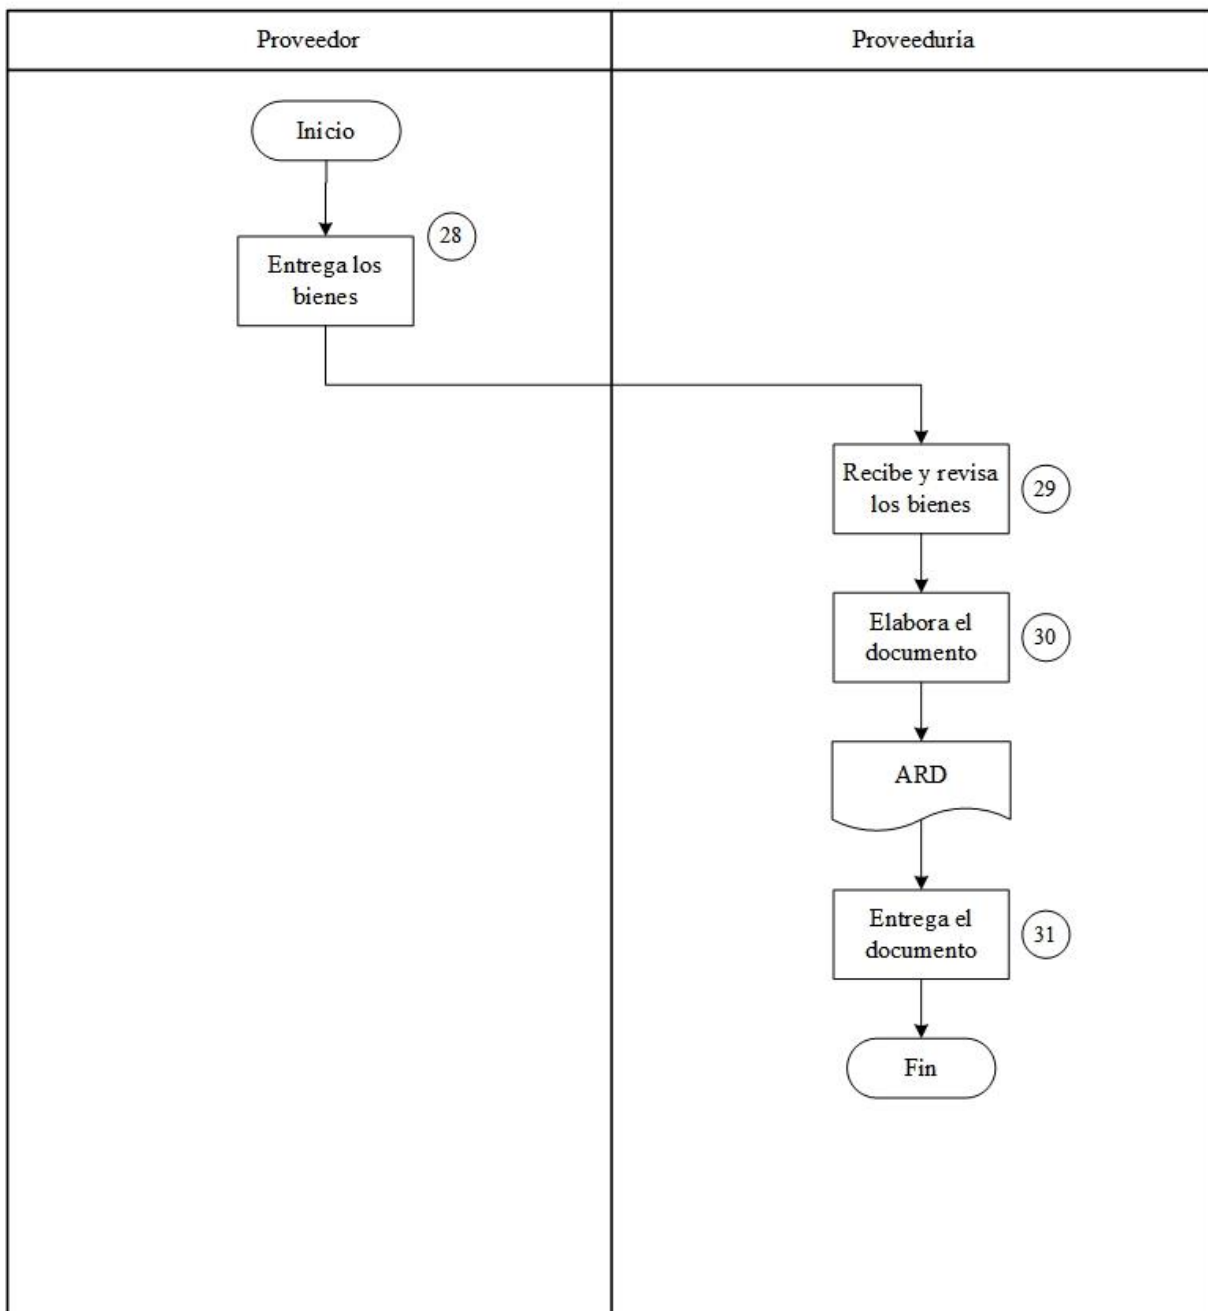 Proveedor
Proveeduría
Inicio
28
Entrega los
bienes
Recibe y revisa
los bienes
29
Elabora el
documento
30
ARD
Entrega el
documento
31
Fin